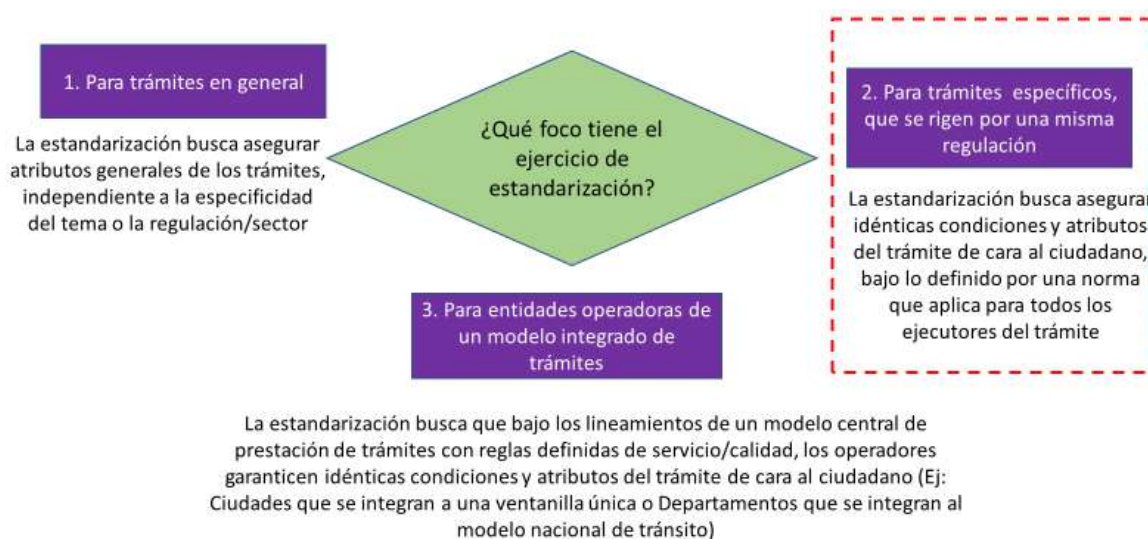 1. Para trámites en general
La estandarización busca asegurar
atributos generales de los trámites,
independiente a la especificidad
del tema o la regulación/sector
¿Qué foco tiene el
ejercicio de
estandarización?
2. Para trámites específicos,
que se rigen por una misma
regulación
La estandarización busca asegurar
idénticas condiciones y atributos
del trámite de cara al ciudadano,
bajo lo definido por una norma
que aplica para todos los
ejecutores del trámite
3. Para entidades operadoras de
un modelo integrado de
trámites
La estandarización busca que bajo los lineamientos de un modelo central de
prestación de trámites con reglas definidas de servicio/calidad, los operadores
garanticen idénticas condiciones y atributos del trámite de cara al ciudadano (Ej:
Ciudades que se integran a una ventanilla única o Departamentos que se integran al
modelo nacional de tránsito)